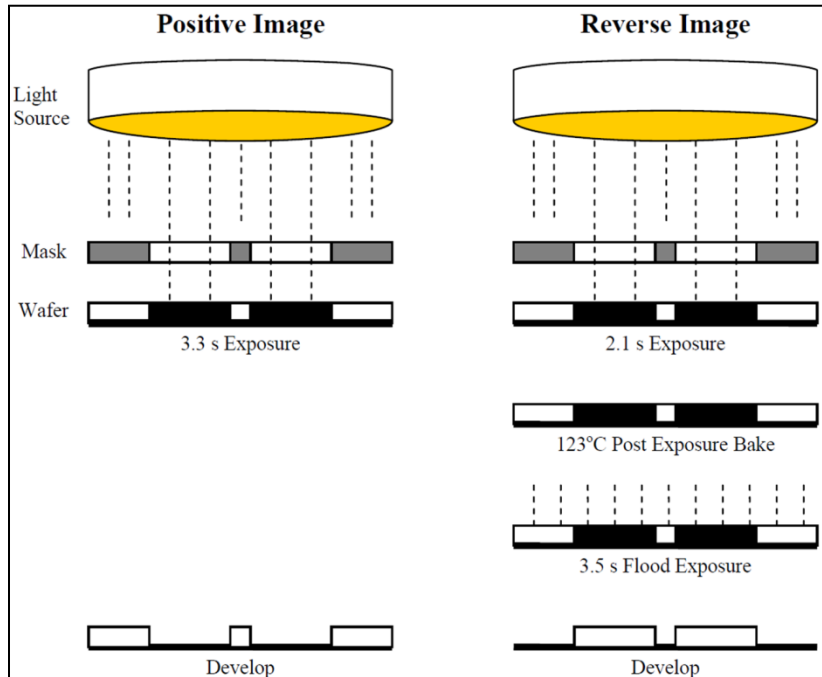 Positive Image
Reverse Image
Light
Source
Mask
Wafer
3.3 s Exposure
2.1 s Exposure
123°C Post Exposure Bake
3.5 s Flood Exposure
Develop
Develop